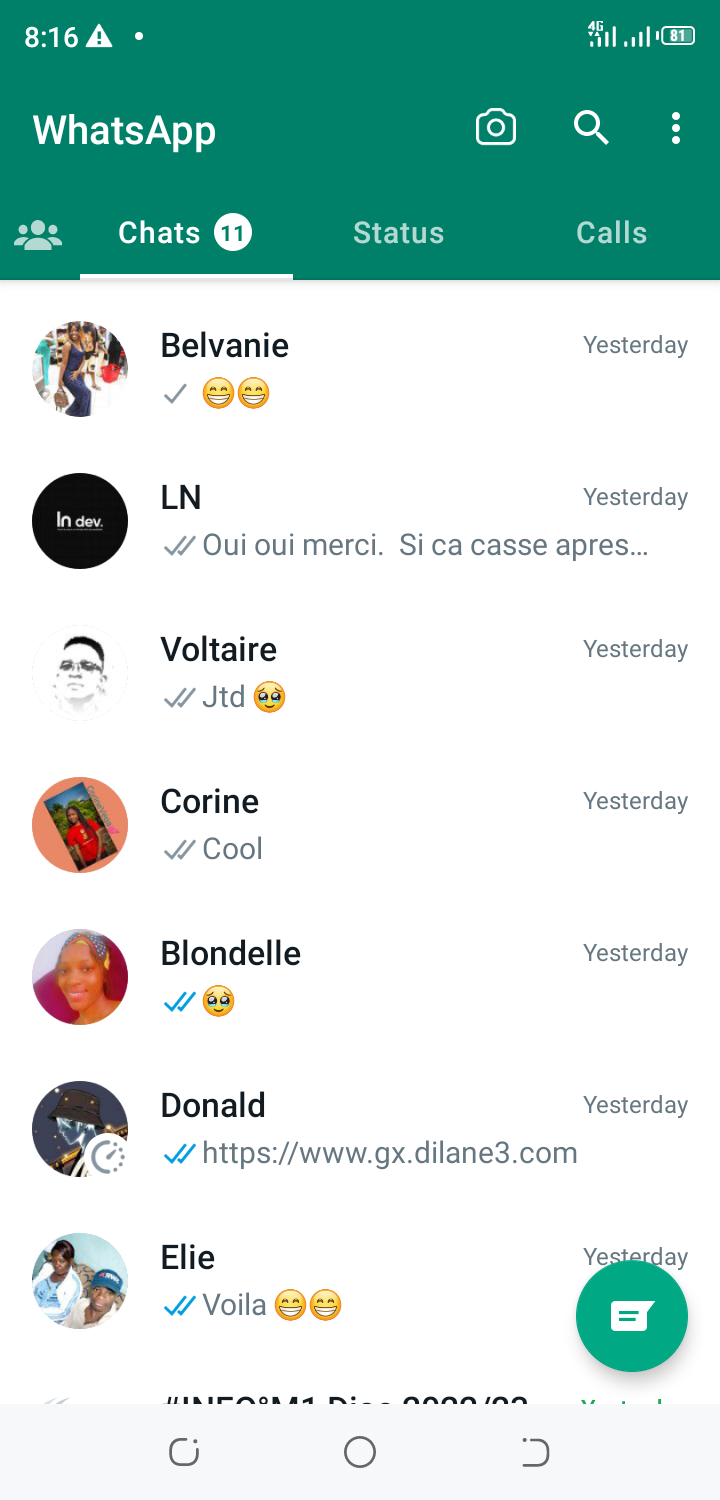 8:16
4G
81
WhatsApp
Chats 11
Status
Calls
Belvanie
Yesterday
😁😁
LN
Yesterday
In dev.
Oui oui merci.  Si ca casse apres...
Voltaire
Yesterday
Jtd 🥹
Corine
Yesterday
Cool
Blondelle
Yesterday
🥹
Donald
Yesterday
https://www.gx.dilane3.com
Elie
Yesterday
Voila 😁😁